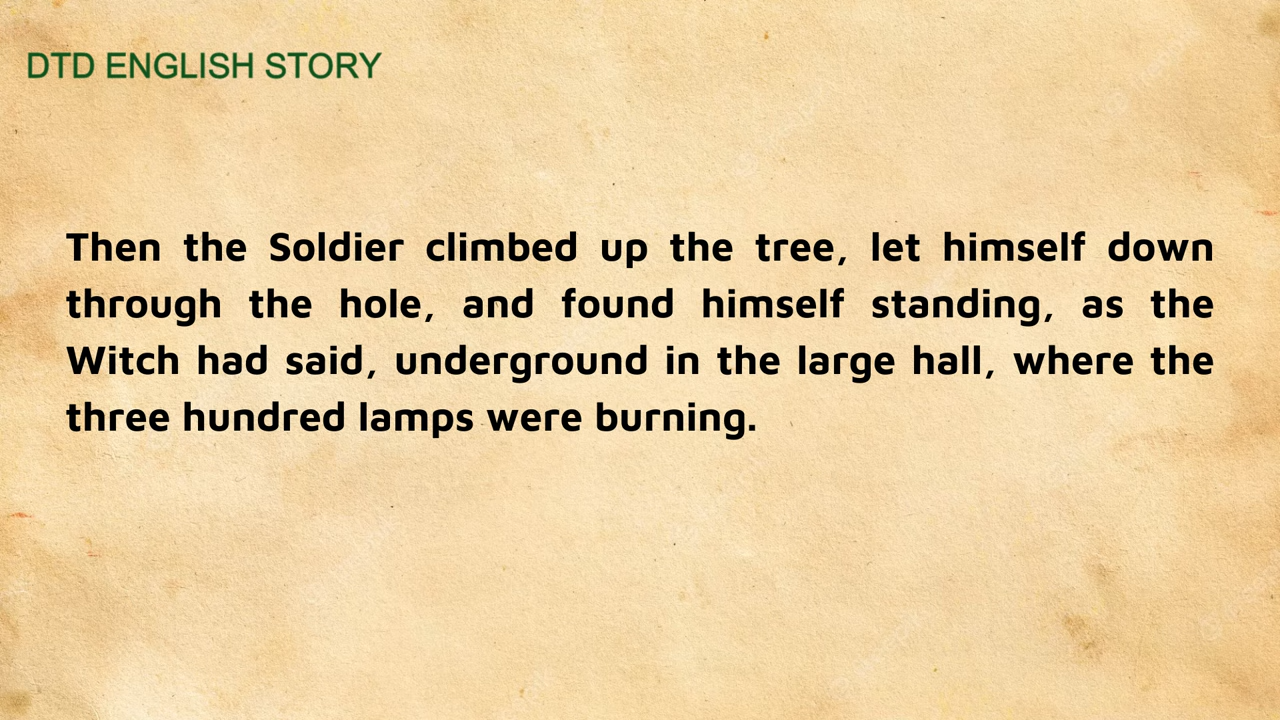 DTD ENGLISH STORY
Then the Soldier climbed up the tree, let himself down
through the hole, and found himself standing, as the
Witch had said, underground in the large hall, where the
three hundred lamps were burning.